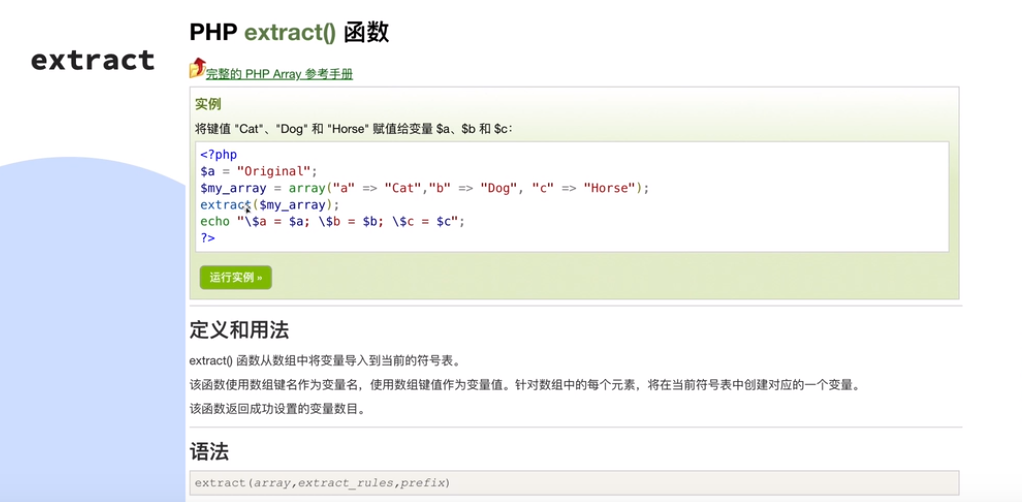 extract
PHP extract() 函数
完整的 PHP Array 参考手册
实例
将键值 "Cat"、"Dog" 和 "Horse" 赋值给变量 $a、$b 和 $c：
<?php
$a = "Original";
$my_array = array("a" => "Cat","b" => "Dog", "c" => "Horse");
extract($my_array);
echo "\$a = $a; \$b = $b; \$c = $c";
?>
运行实例 »
定义和用法
extract() 函数从数组中将变量导入到当前的符号表。
该函数使用数组键名作为变量名，使用数组键值作为变量值。针对数组中的每个元素，将在当前符号表中创建对应的一个变量。
该函数返回成功设置的变量数目。
语法
extract(array,extract_rules,prefix)